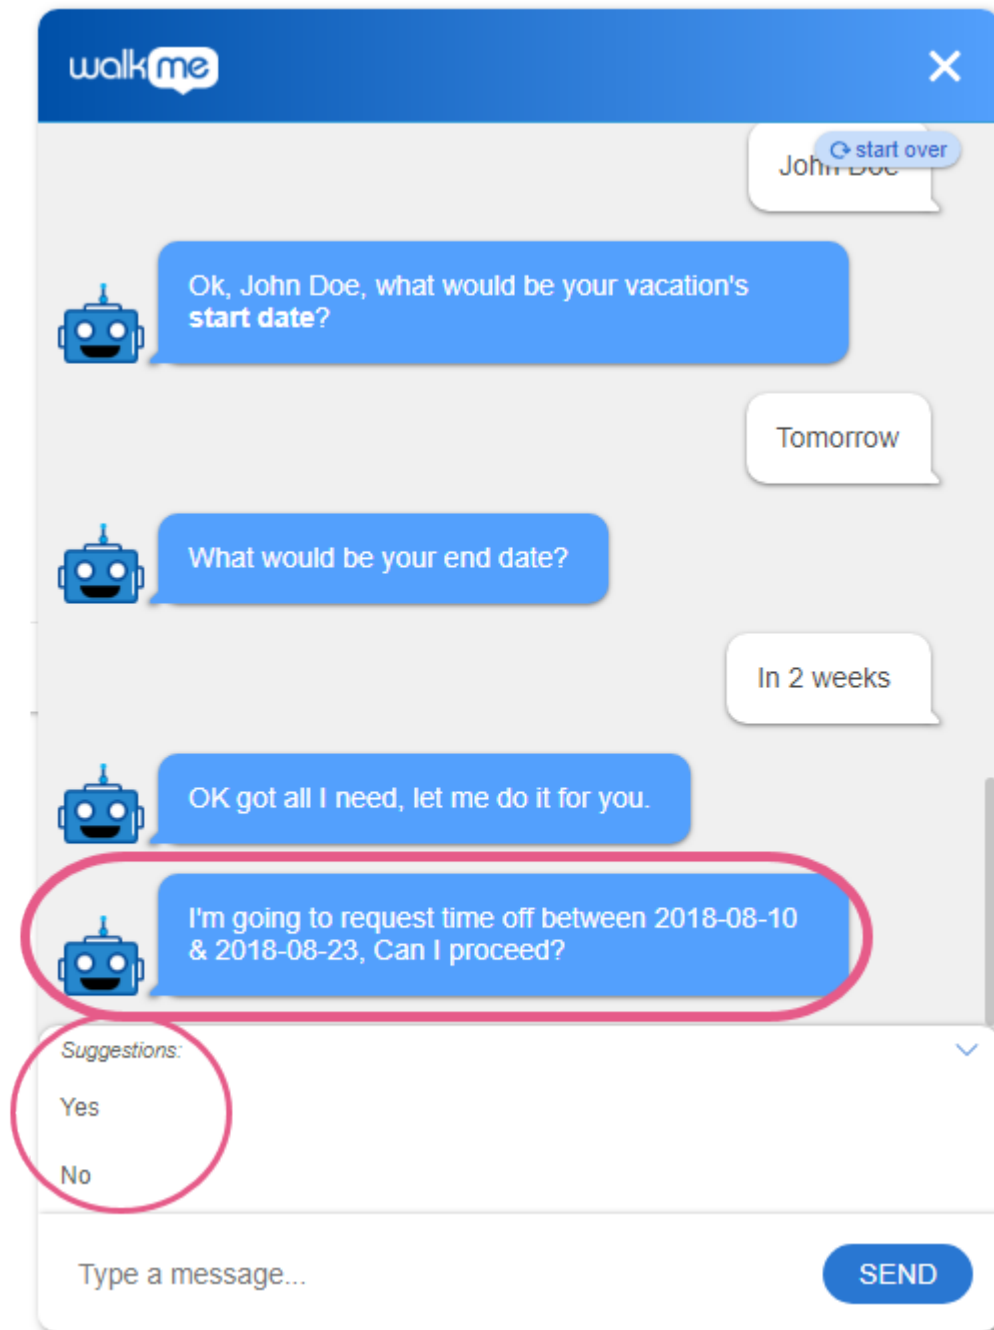 walkme
start over
John Doe
Ok, John Doe, what would be your vacation's
start date?
Tomorrow
What would be your end date?
In 2 weeks
OK got all I need, let me do it for you.
I'm going to request time off between 2018-08-10
& 2018-08-23, Can I proceed?
Suggestions:
Yes
No
Type a message...
SEND